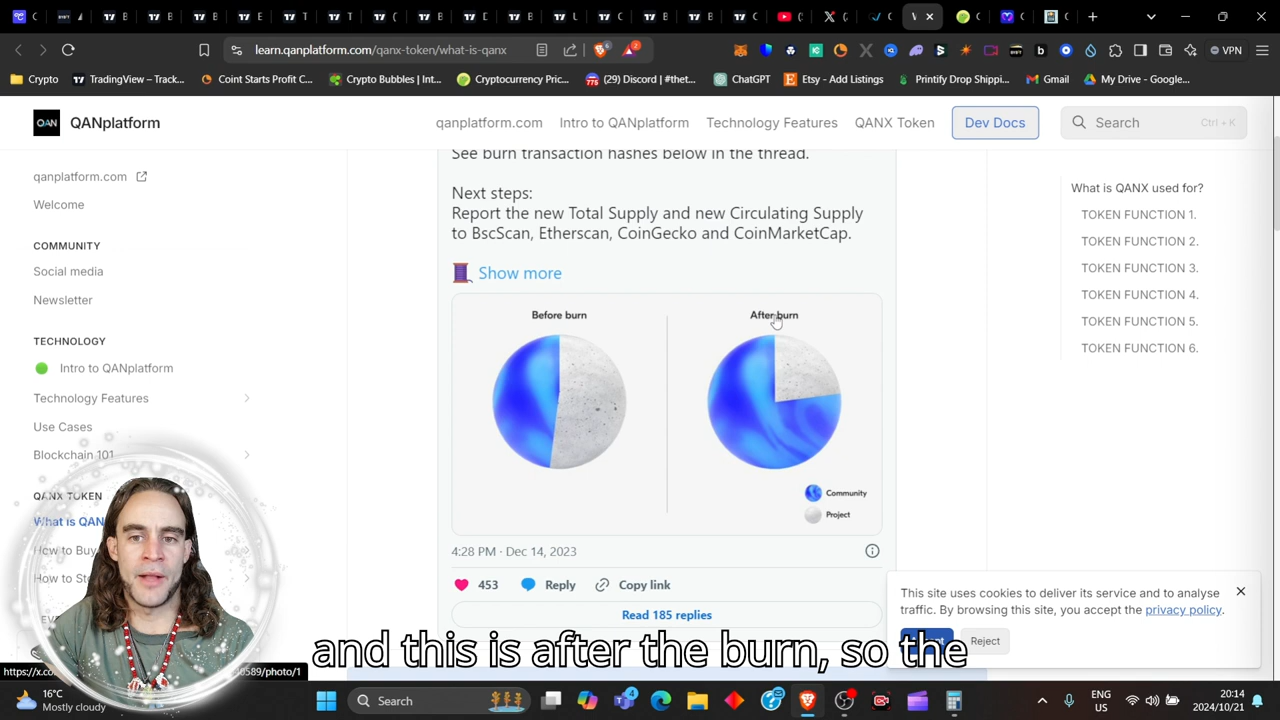 learn.qanplatform.com/qanx-token/what-is-qanx
VPN
Crypto
TradingView – Track...
Coint Starts Profit C...
Crypto Bubbles | Int...
Cryptocurrency Pric...
(29) Discord | #thet...
ChatGPT
Etsy - Add Listings
Printify Drop Shippi...
Gmail
My Drive - Google...
QAN
QANplatform
qanplatform.com
Intro to QANplatform
Technology Features
QANX Token
Dev Docs
Search
Ctrl + K
qanplatform.com
Welcome
COMMUNITY
Social media
Newsletter
TECHNOLOGY
Intro to QANplatform
Technology Features
Use Cases
Blockchain 101
QANX TOKEN
What is QAN
How to Buy
How to St
See burn transaction hashes below in the thread.
Next steps:
Report the new Total Supply and new Circulating Supply
to BscScan, Etherscan, CoinGecko and CoinMarketCap.
Show more
Before burn
After burn
Community
Project
4:28 PM · Dec 14, 2023
453
Reply
Copy link
Read 185 replies
What is QANX used for?
TOKEN FUNCTION 1.
TOKEN FUNCTION 2.
TOKEN FUNCTION 3.
TOKEN FUNCTION 4.
TOKEN FUNCTION 5.
TOKEN FUNCTION 6.
This site uses cookies to deliver its service and to analyse
traffic. By browsing this site, you accept the privacy policy.
Reject
and this is after the burn, so the
https://x.co
0589/photo/1
16°C
Mostly cloudy
Search
ENG
US
20:14
2024/10/21